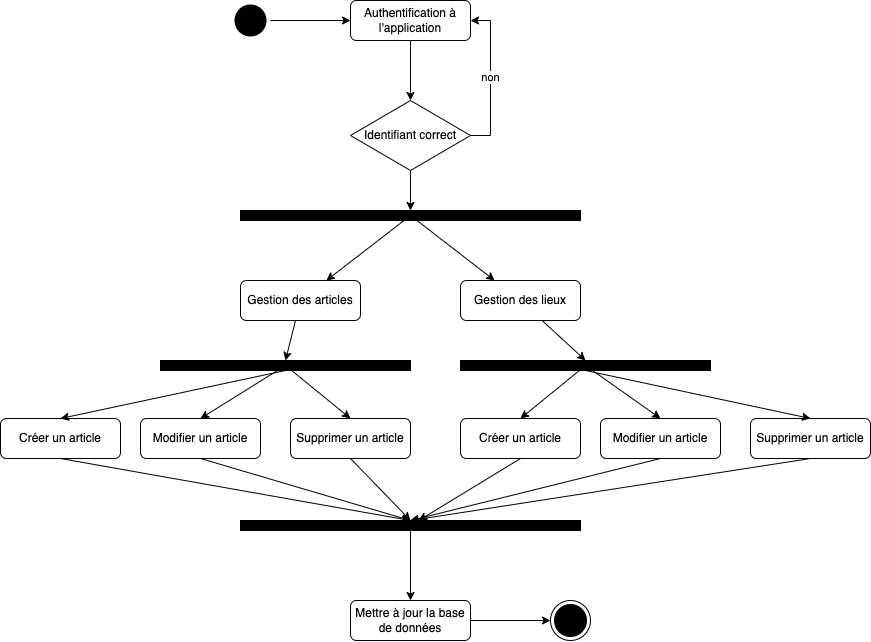 Authentification à
l'application
non
Identifiant correct
Gestion des articles
Gestion des lieux
Créer un article
Modifier un article
Supprimer un article
Créer un article
Modifier un article
Supprimer un article
Mettre à jour la base
de données